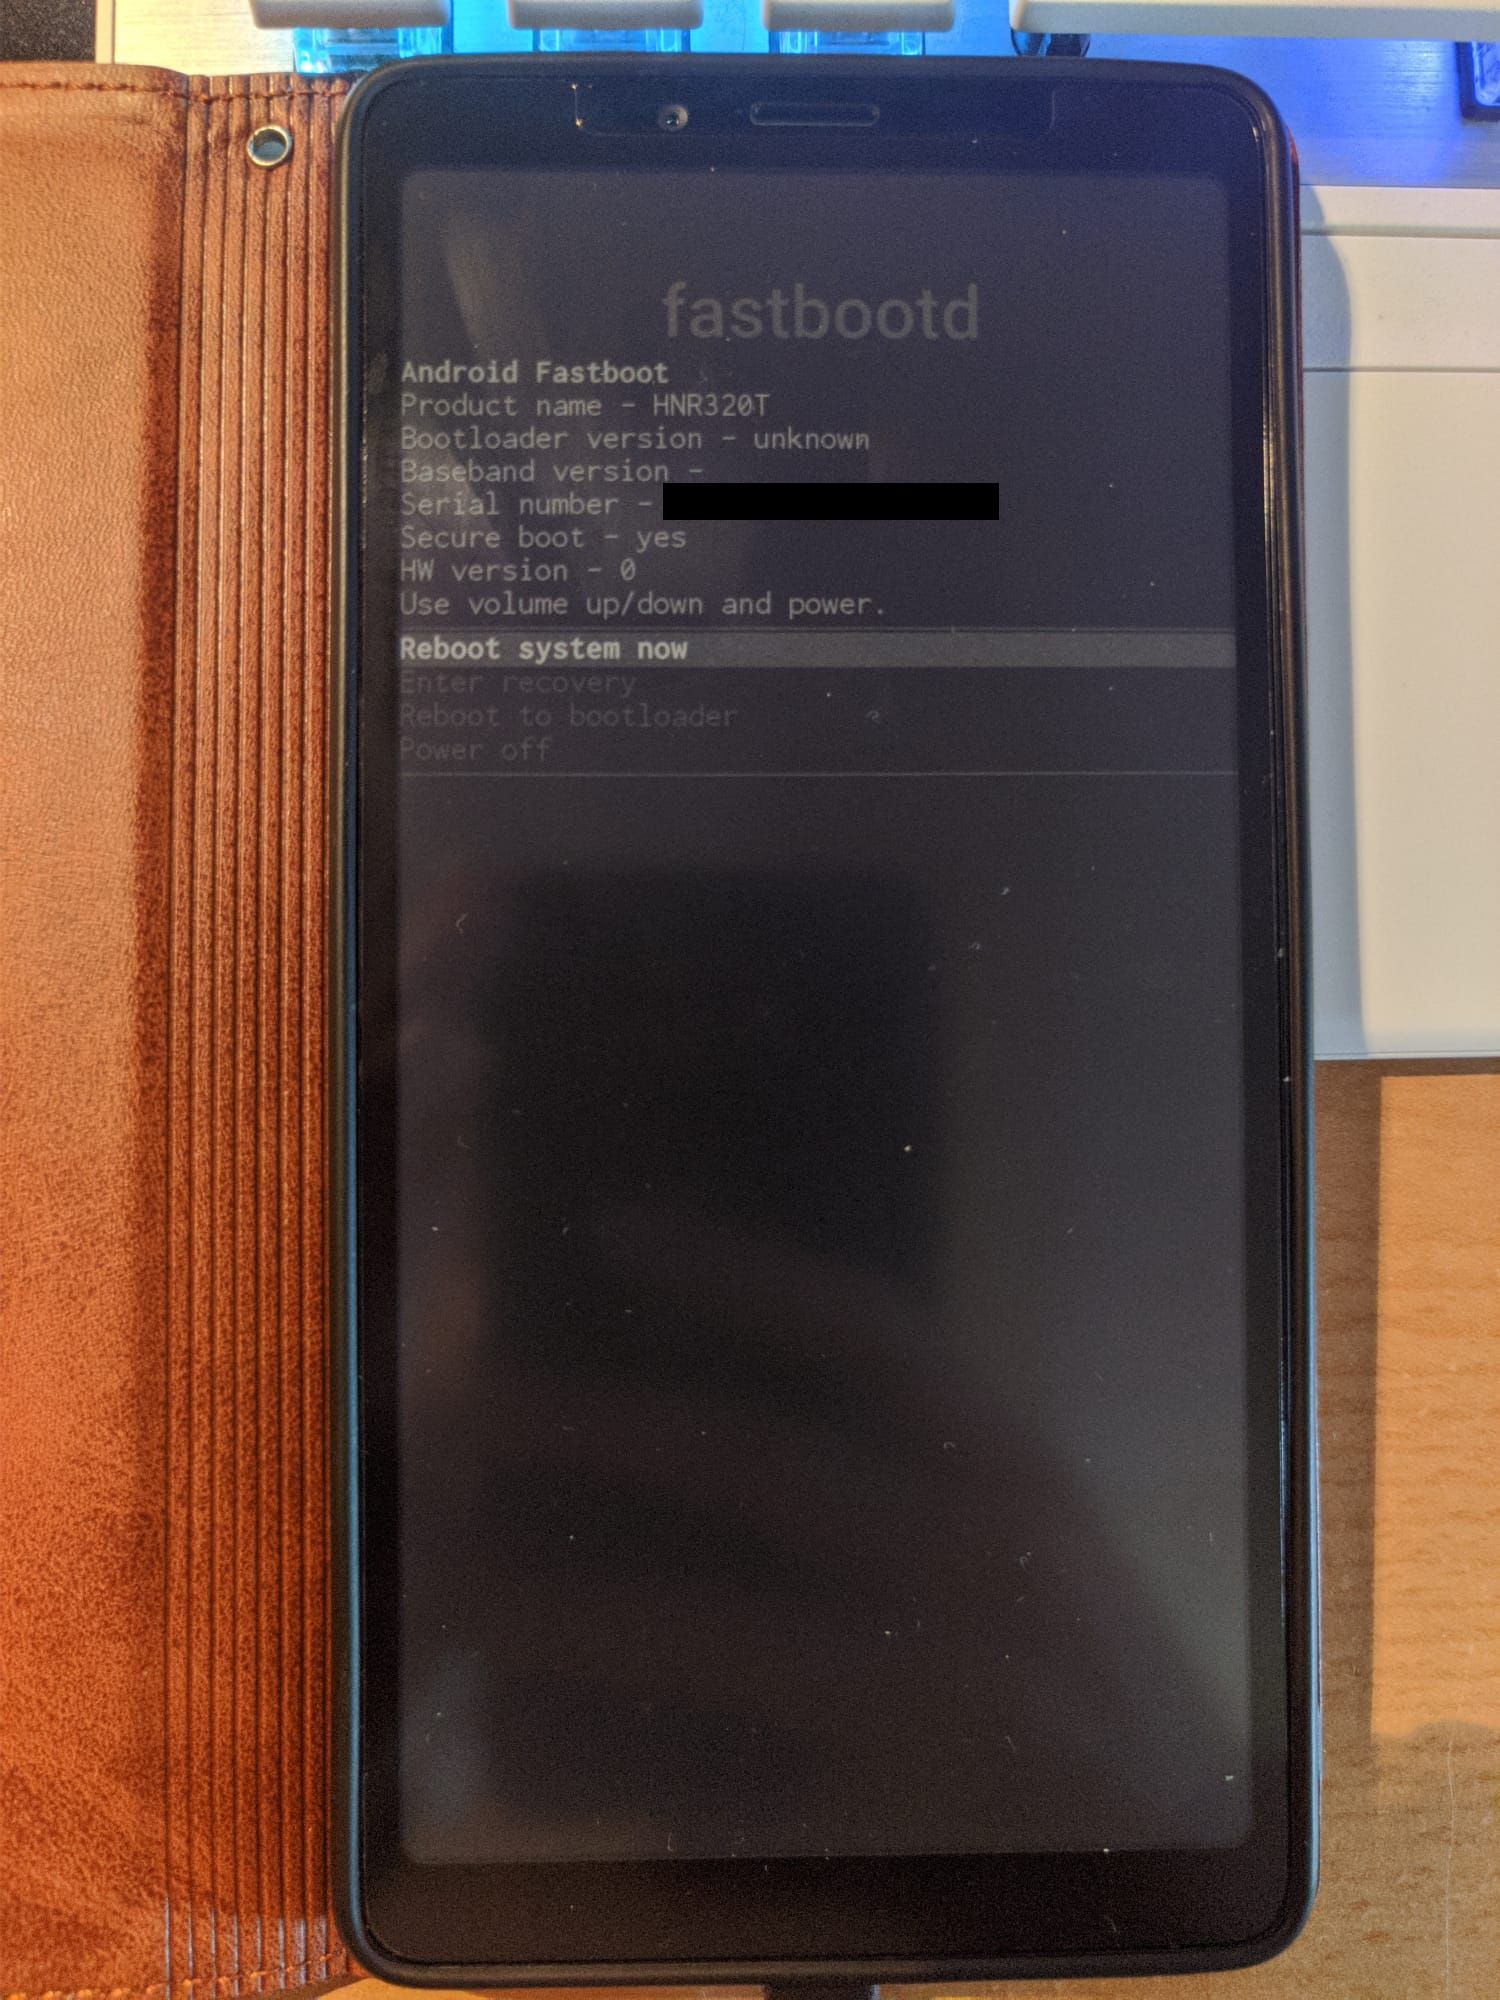 fastbootd
Android Fastboot
Product name - HNR320T
Bootloader version - unknown
Baseband version -
Serial number -
Secure boot - yes
HW version - 0
Use volume up/down and power.
Reboot system now
Enter recovery
Reboot to bootloader
Power off